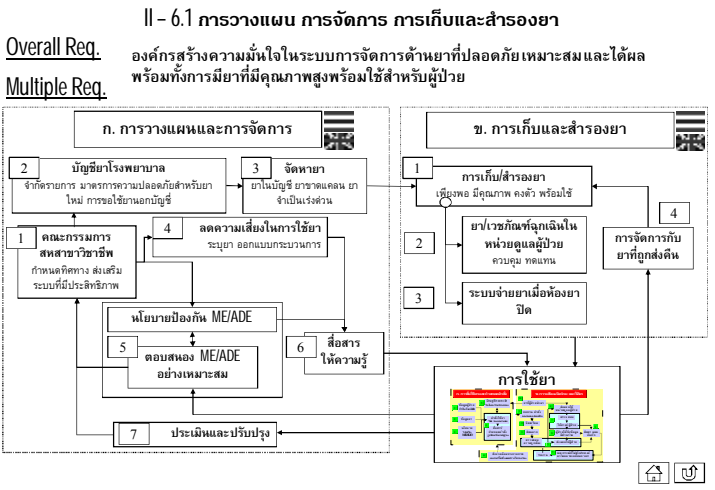 II – 6.1 การวางแผน การจัดการ การเก็บและสำรองยา
Overall Req.
องค์กรสร้างความมั่นใจในระบบการจัดการด้านยาที่ปลอดภัย เหมาะสม และได้ผล
พร้อมทั้งการมียาที่มีคุณภาพสูงพร้อมใช้สำหรับผู้ป่วย
Multiple Req.
ก. การวางแผนและการจัดการ
ข. การเก็บและสำรองยา
2
บัญชียาโรงพยาบาล
จำกัดรายการ มาตรการความปลอดภัยสำหรับยา
ใหม่ การขอใช้ยานอกบัญชี
3
จัดหายา
ยาในบัญชี ยาขาดแคลน ยา
จำเป็นเร่งด่วน
1
การเก็บ/สำรองยา
เพียงพอ มีคุณภาพ คงตัว พร้อมใช้
1
คณะกรรมการ
สหสาขาวิชาชีพ
กำหนดทิศทาง ส่งเสริม
ระบบที่มีประสิทธิภาพ
4
ลดความเสี่ยงในการใช้ยา
ระบุยา ออกแบบกระบวนการ
2
ยา/เวชภัณฑ์ฉุกเฉินใน
หน่วยดูแลผู้ป่วย
ควบคุม ทดแทน
4
การจัดการกับ
ยาที่ถูกส่งคืน
3
ระบบจ่ายยาเมื่อห้องยา
ปิด
นโยบายป้องกัน ME/ADE
5
ตอบสนอง ME/ADE
อย่างเหมาะสม
6
สื่อสาร
ให้ความรู้
การใช้ยา
7
ประเมินและปรับปรุง